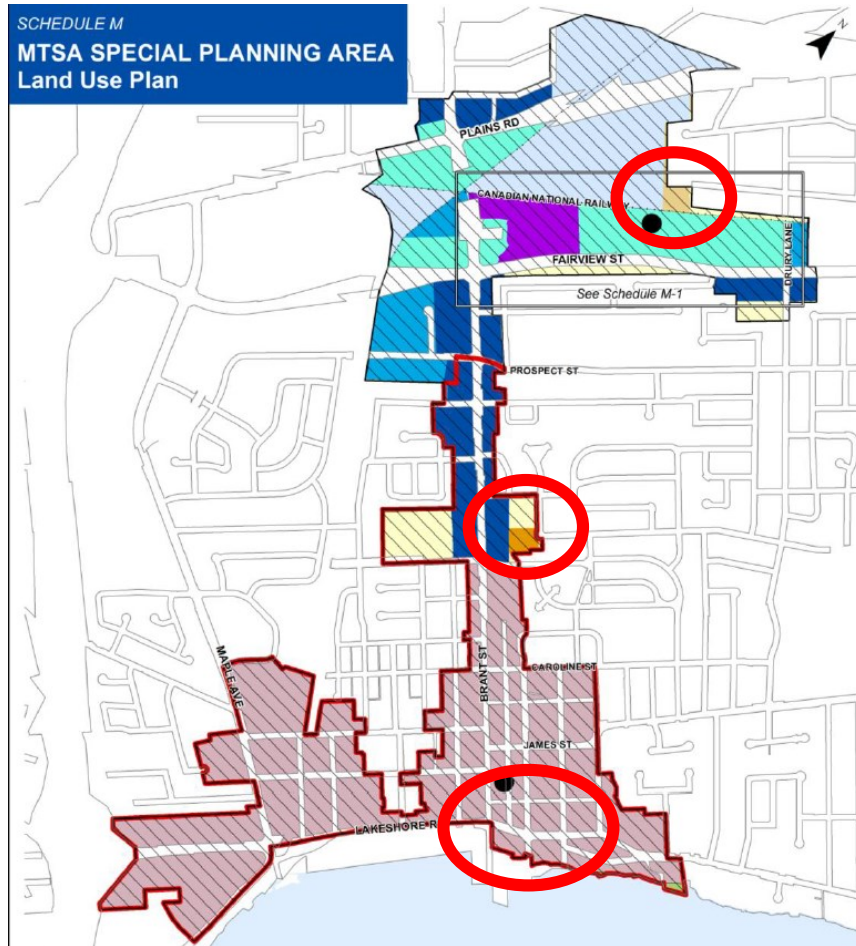 SCHEDULE M
MTSA SPECIAL PLANNING AREA
Land Use Plan
N
PLAINS RD
CANADIAN NATIONAL RAILWAY
FAIRVIEW ST
DRURY LANE
See Schedule M-1
PROSPECT ST
MAPLE AVE
BRANT ST
CAROLINE ST
JAMES ST
LAKESHORE R